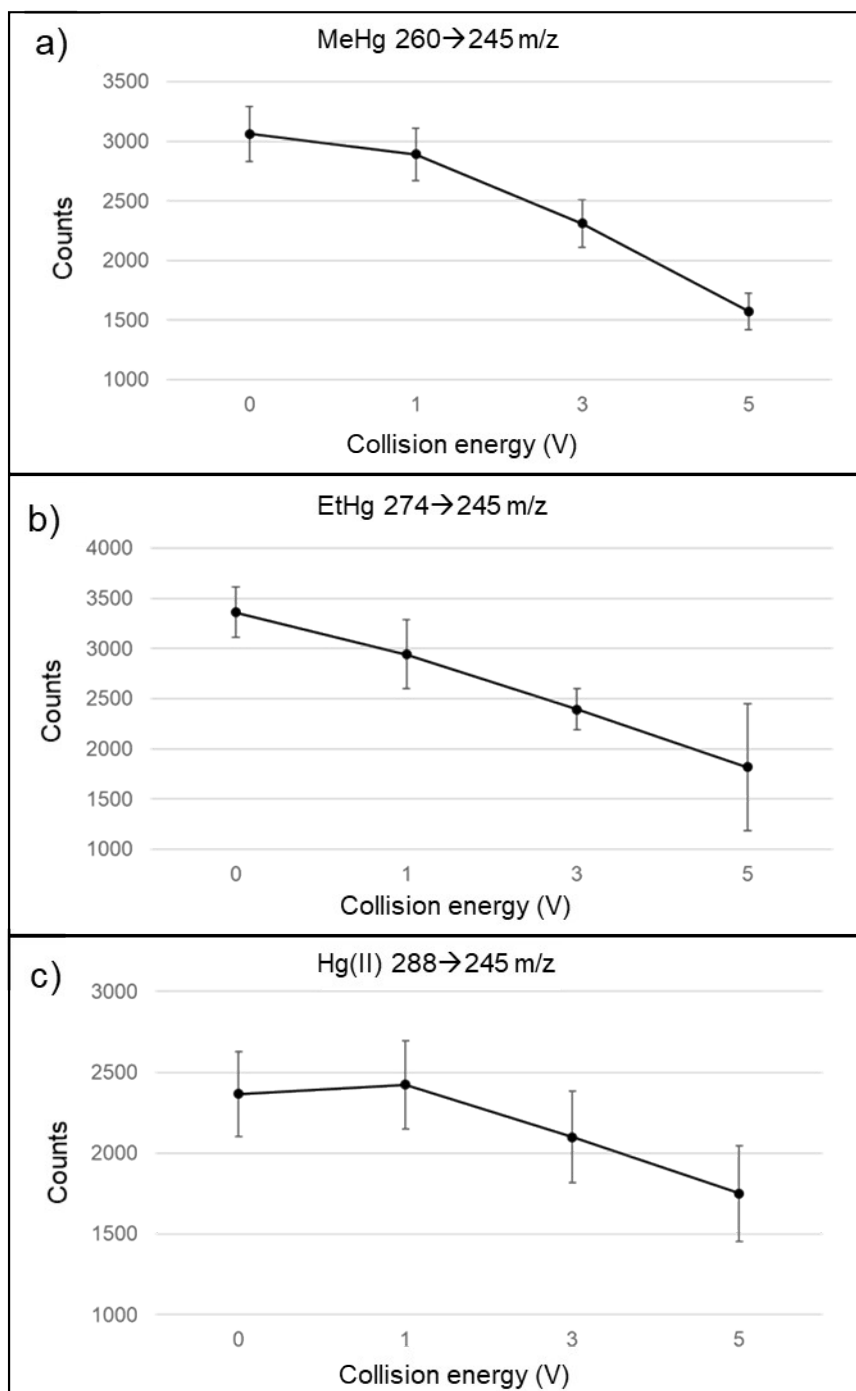 a)
MeHg 260→245 m/z
3500
3000
2500
2000
1500
1000
Counts
0 1 3 5
Collision energy (V)
b)
EtHg 274→245 m/z
4000
3500
3000
2500
2000
1500
1000
Counts
0 1 3 5
Collision energy (V)
c)
Hg(II) 288→245 m/z
3000
2500
2000
1500
1000
Counts
0 1 3 5
Collision energy (V)